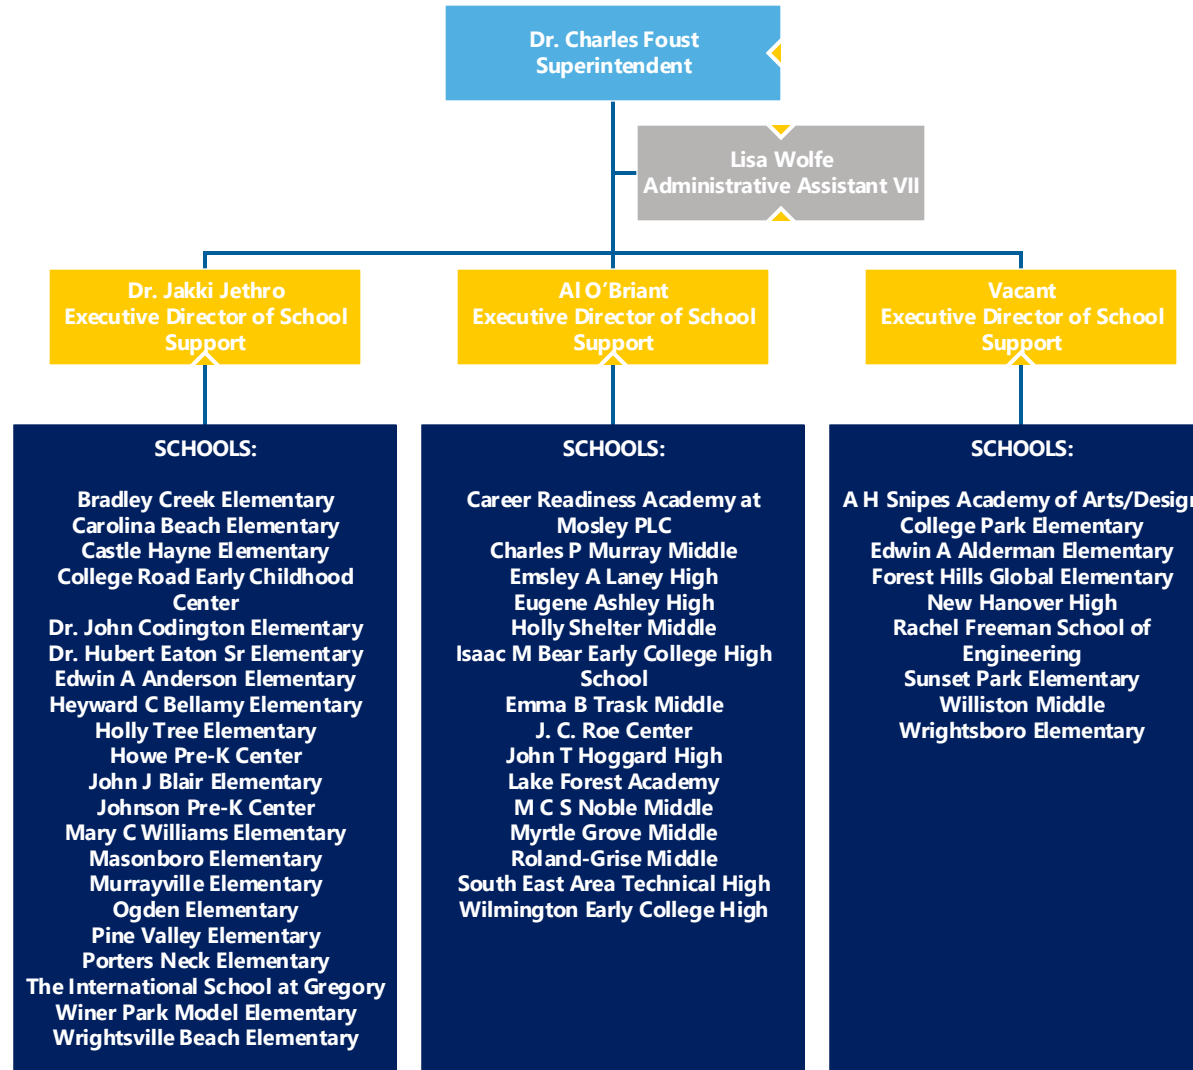 Dr. Charles Foust
Superintendent
Lisa Wolfe
Administrative Assistant VII
Dr. Jakki Jethro
Executive Director of School
Support
Al O’Briant
Executive Director of School
Support
Vacant
Executive Director of School
Support
SCHOOLS:
Bradley Creek Elementary
Carolina Beach Elementary
Castle Hayne Elementary
College Road Early Childhood
Center
Dr. John Codington Elementary
Dr. Hubert Eaton Sr Elementary
Edwin A Anderson Elementary
Heyward C Bellamy Elementary
Holly Tree Elementary
Howe Pre-K Center
John J Blair Elementary
Johnson Pre-K Center
Mary C Williams Elementary
Masonboro Elementary
Murrayville Elementary
Ogden Elementary
Pine Valley Elementary
Porters Neck Elementary
The International School at Gregory
Winer Park Model Elementary
Wrightsville Beach Elementary
SCHOOLS:
Career Readiness Academy at
Mosley PLC
Charles P Murray Middle
Emsley A Laney High
Eugene Ashley High
Holly Shelter Middle
Isaac M Bear Early College High
School
Emma B Trask Middle
J. C. Roe Center
John T Hoggard High
Lake Forest Academy
M C S Noble Middle
Myrtle Grove Middle
Roland-Grise Middle
South East Area Technical High
Wilmington Early College High
SCHOOLS:
A H Snipes Academy of Arts/Design
College Park Elementary
Edwin A Alderman Elementary
Forest Hills Global Elementary
New Hanover High
Rachel Freeman School of
Engineering
Sunset Park Elementary
Williston Middle
Wrightsboro Elementary